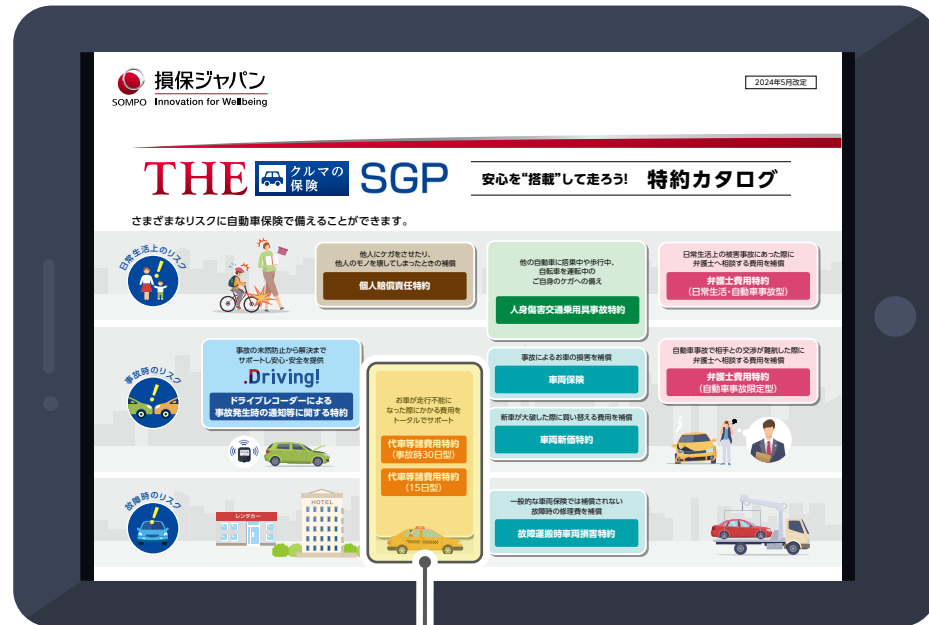 損保ジャパン
SOMPO Innovation for Wellbeing
2024年5月改定
THE クルマの保険 SGP
安心を“搭載”して走ろう! 特約カタログ
さまざまなリスクに自動車保険で備えることができます。
日常生活上のリスク
他人にケガをさせたり、
他人のモノを壊してしまったときの補償
個人賠償責任特約
他の自動車に搭乗中や歩行中、
自転車を運転中の
ご自身のケガへの備え
人身傷害交通乗用具事故特約
日常生活上の被害事故にあった際に
弁護士へ相談する費用を補償
弁護士費用特約
(日常生活・自動車事故型)
事故時のリスク
事故の未然防止から解決まで
サポートし安心・安全を提供
.Driving!
ドライブレコーダーによる
事故発生時の通知等に関する特約
お車が走行不能に
なった際にかかる費用を
トータルでサポート
代車等諸費用特約
(事故時30日型)
代車等諸費用特約
(15日型)
事故によるお車の損害を補償
車両保険
新車が大破した際に買い替える費用を補償
車両新価特約
自動車事故で相手との交渉が難航した際に
弁護士へ相談する費用を補償
弁護士費用特約
(自動車事故限定型)
故障時のリスク
レンタカー
HOTEL
一般的な車両保険では補償されない
故障時の修理費を補償
故障運搬時車両損害特約